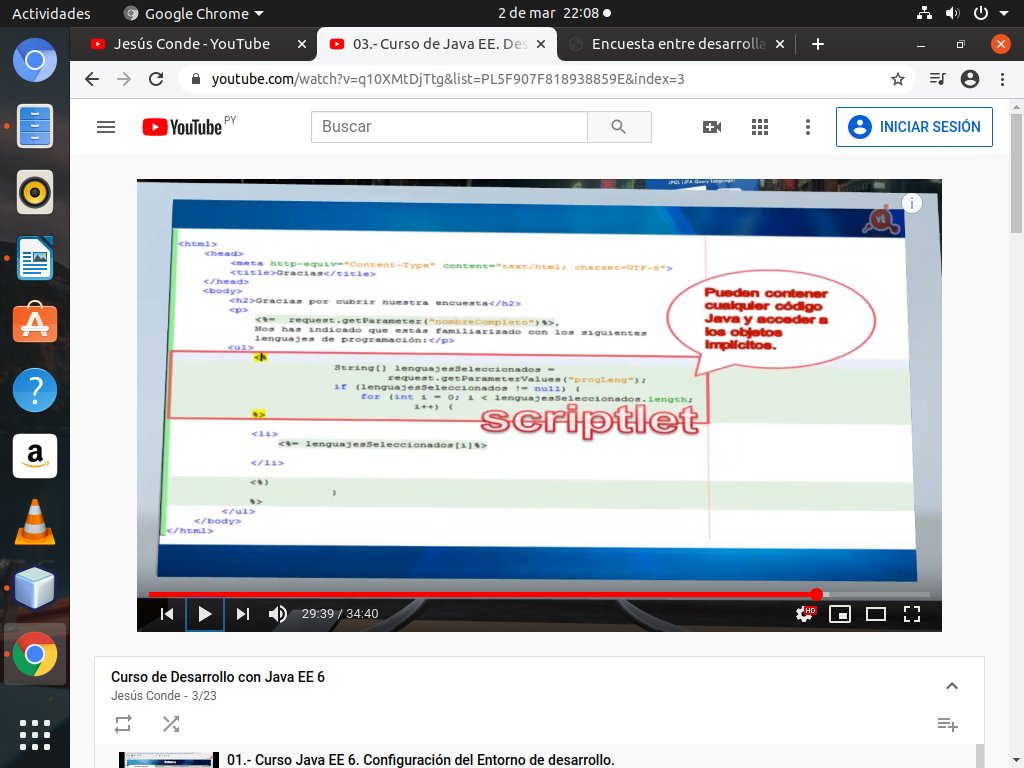 Actividades
Google Chrome
2 de mar 22:08
Jesús Conde - YouTube
03.- Curso de Java EE. Des
Encuesta entre desarrolla
youtube.com/watch?v=q10XMtDjTtg&list=PL5F907F818938859E&index=3
YouTube PY
Buscar
INICIAR SESIÓN
JPQL (JPA Query Language)
vt
<html>
<head>
<meta http-equiv="Content-Type" content="text/html; charset=UTF-8">
<title>Gracias</title>
</head>
<body>
<h2>Gracias por cubrir nuestra encuesta</h2>
<p>
<%= request.getParameter("nombreCompleto")%>,
Nos has indicado que estás familiarizado con los siguientes
lenguajes de programación:</p>
<ul>
String[] lenguajesSeleccionados =
request.getParameterValues("progLeng");
if (lenguajesSeleccionados != null) {
for (int i = 0; i < lenguajesSeleccionados.length;
i++) {
%>
<li>
<%= lenguajesSeleccionados[i]%>
</li>
<%}
}
%>
</ul>
</body>
</html>
Pueden contener
cualquier código
Java y acceder a
los objetos
Implícitos.
scriptlet
29:39 / 34:40
HD
Curso de Desarrollo con Java EE 6
Jesús Conde - 3/23
01.- Curso Java EE 6. Configuración del Entorno de desarrollo.